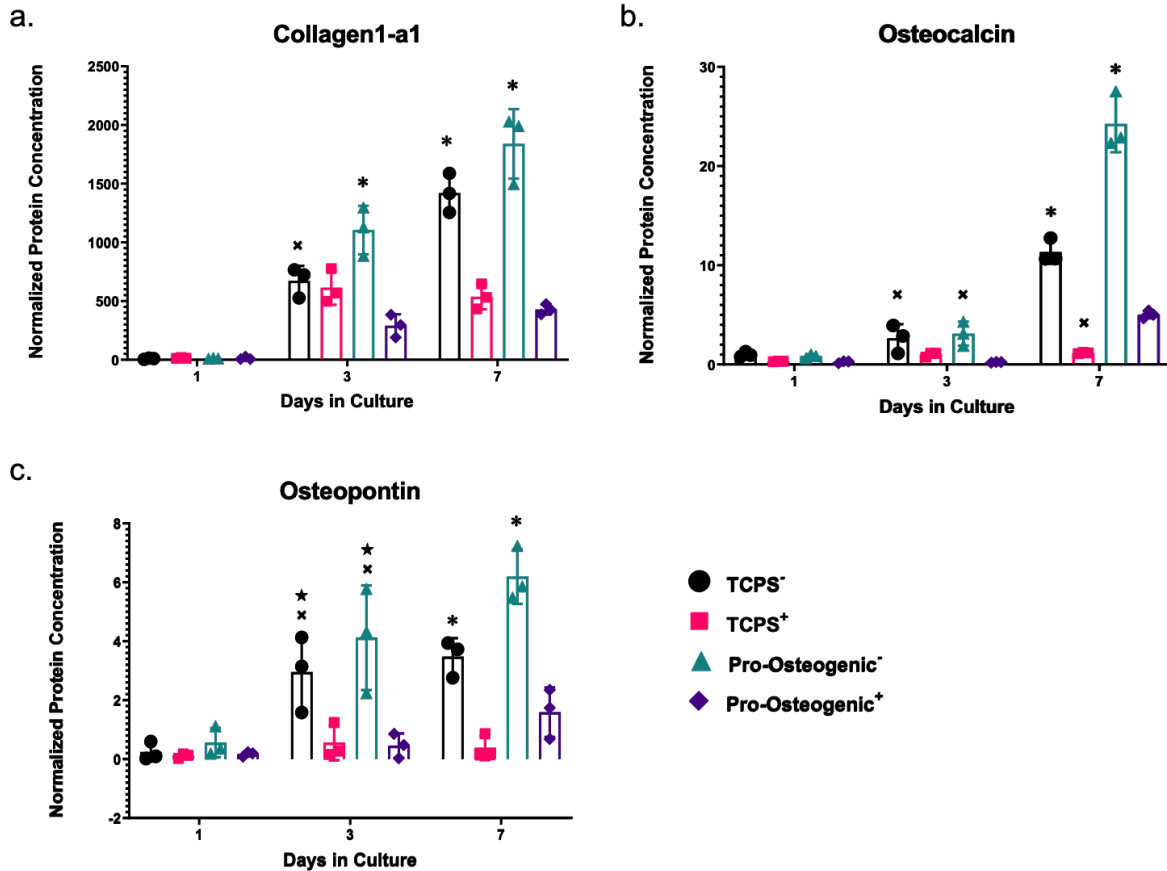 a.
Collagen1-a1
Normalized Protein Concentration
2500
2000
1500
1000
500
0
1 3 7
Days in Culture
b.
Osteocalcin
Normalized Protein Concentration
30
20
10
0
1 3 7
Days in Culture
c.
Osteopontin
Normalized Protein Concentration
8
6
4
2
0
-2
1 3 7
Days in Culture
TCPS⁻
TCPS⁺
Pro-Osteogenic⁻
Pro-Osteogenic⁺